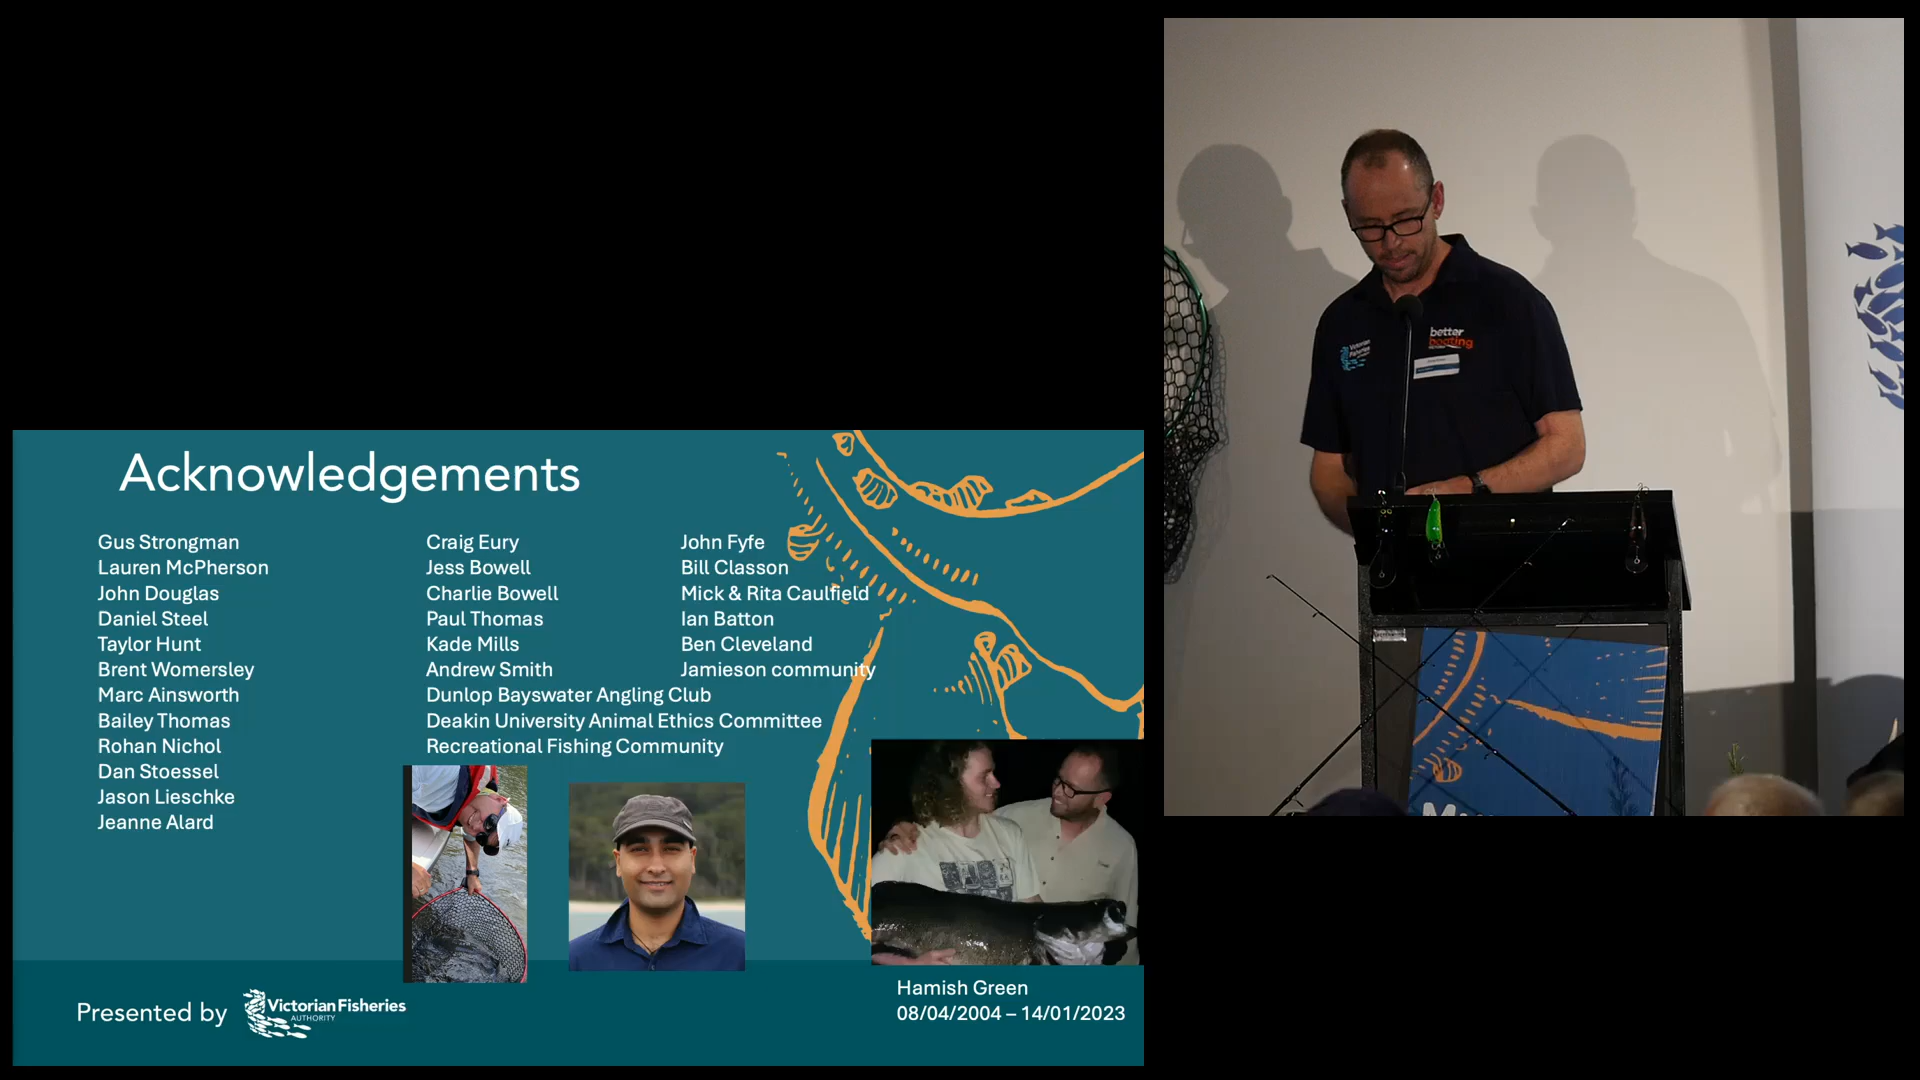 Acknowledgements
Gus Strongman
Lauren McPherson
John Douglas
Daniel Steel
Taylor Hunt
Brent Womersley
Marc Ainsworth
Bailey Thomas
Rohan Nichol
Dan Stoessel
Jason Lieschke
Jeanne Alard
Craig Eury
Jess Bowell
Charlie Bowell
Paul Thomas
Kade Mills
Andrew Smith
Dunlop Bayswater Angling Club
Deakin University Animal Ethics Committee
Recreational Fishing Community
John Fyfe
Bill Classon
Mick & Rita Caulfield
Ian Batton
Ben Cleveland
Jamieson community
Hamish Green
08/04/2004 – 14/01/2023
Presented by
Victorian Fisheries
AUTHORITY
better
boating
Victorian
Fisheries